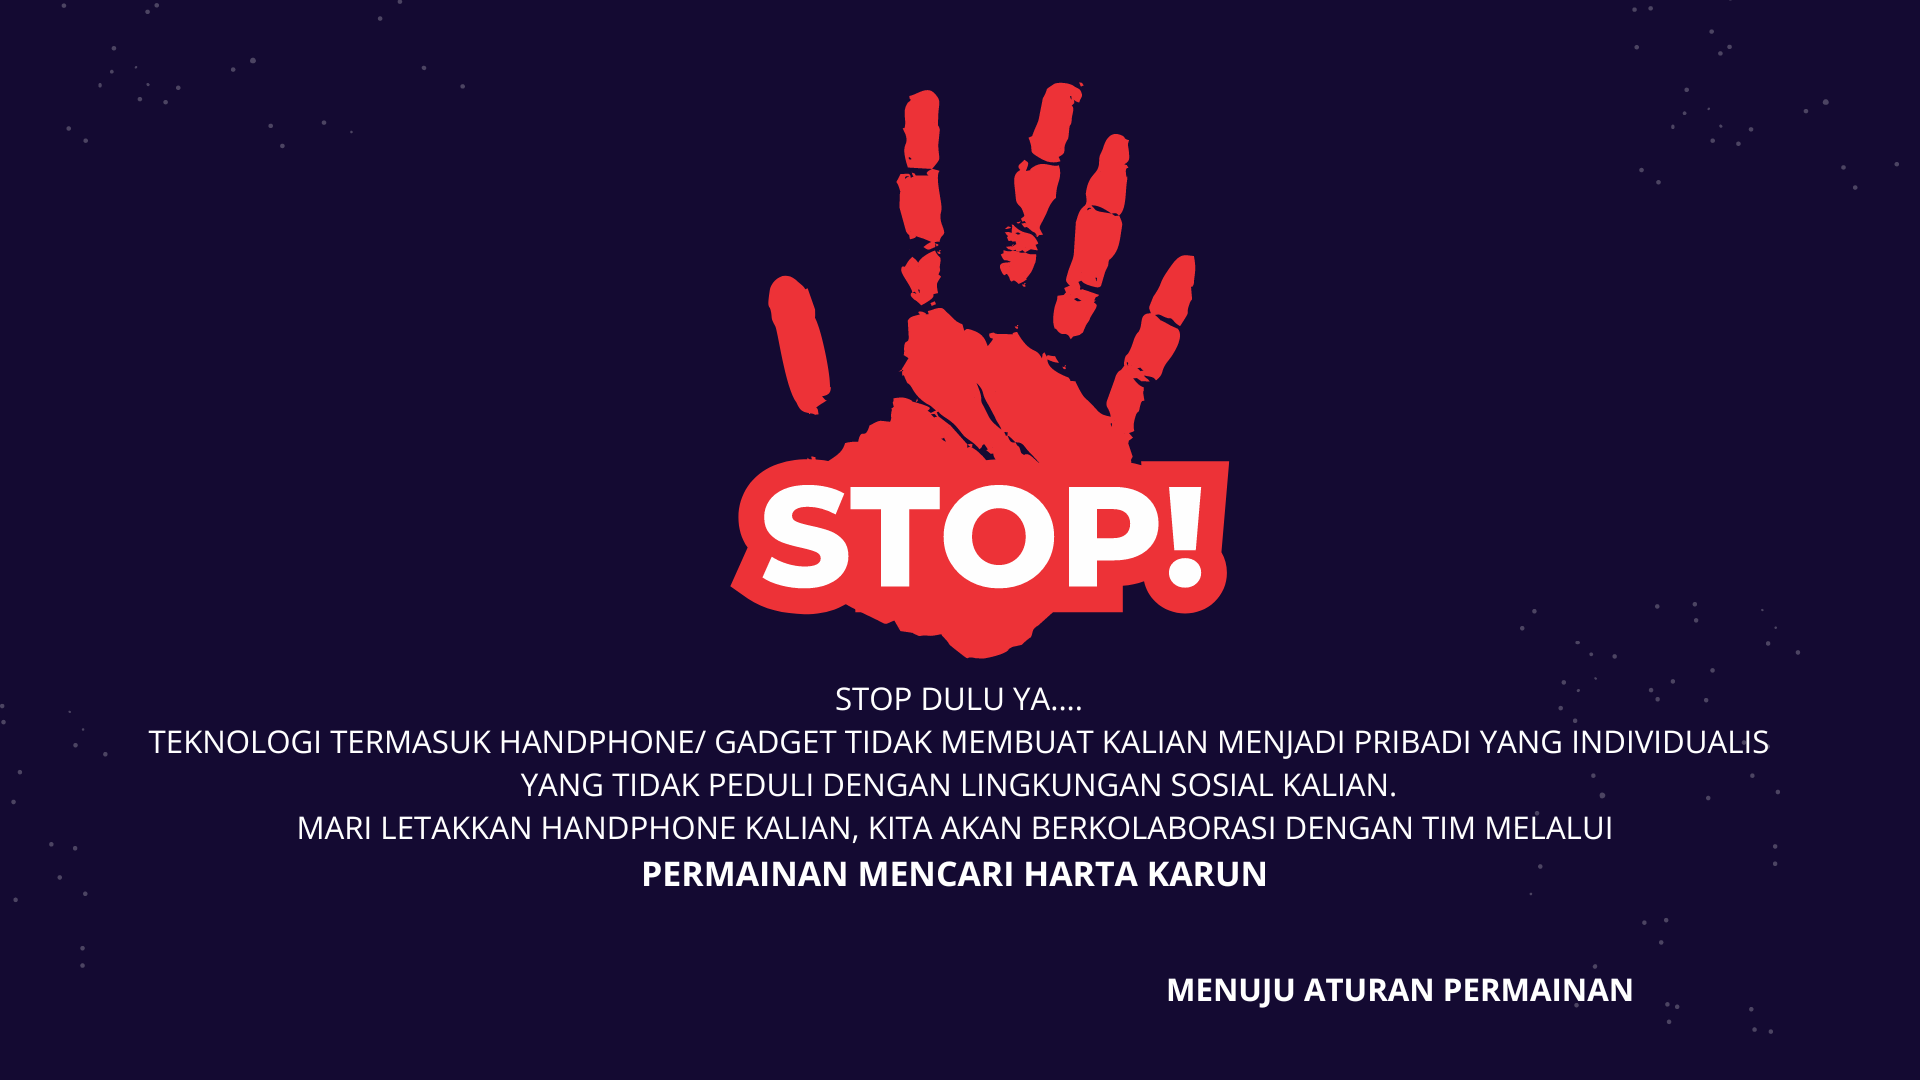 STOP!
STOP DULU YA....
TEKNOLOGI TERMASUK HANDPHONE/ GADGET TIDAK MEMBUAT KALIAN MENJADI PRIBADI YANG INDIVIDUALIS
YANG TIDAK PEDULI DENGAN LINGKUNGAN SOSIAL KALIAN.
MARI LETAKKAN HANDPHONE KALIAN, KITA AKAN BERKOLABORASI DENGAN TIM MELALUI
PERMAINAN MENCARI HARTA KARUN
MENUJU ATURAN PERMAINAN